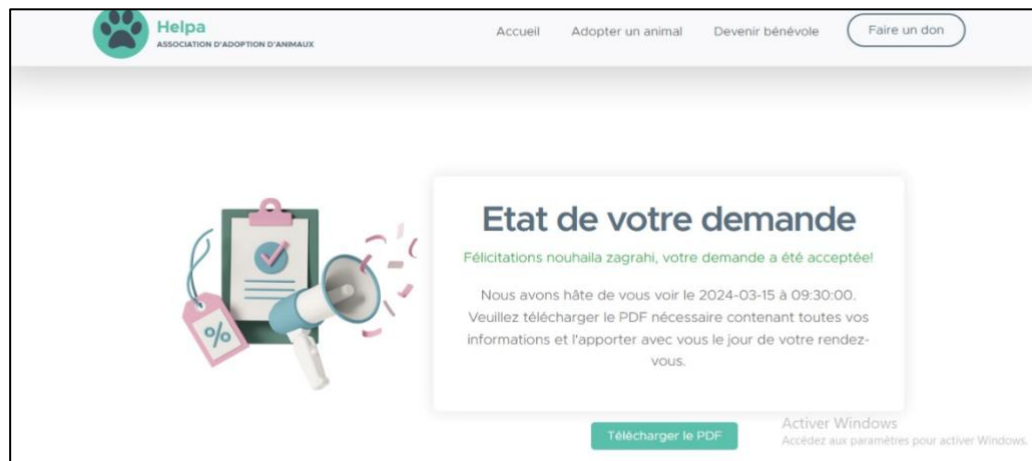 Helpa
ASSOCIATION D'ADOPTION D'ANIMAUX
Accueil Adopter un animal Devenir bénévole Faire un don
Etat de votre demande
Félicitations nouhaila zagrahi, votre demande a été acceptée!
Nous avons hâte de vous voir le 2024-03-15 à 09:30:00.
Veuillez télécharger le PDF nécessaire contenant toutes vos
informations et l'apporter avec vous le jour de votre rendez-
vous.
%
Télécharger le PDF
Activer Windows
Accédez aux paramètres pour activer Windows.